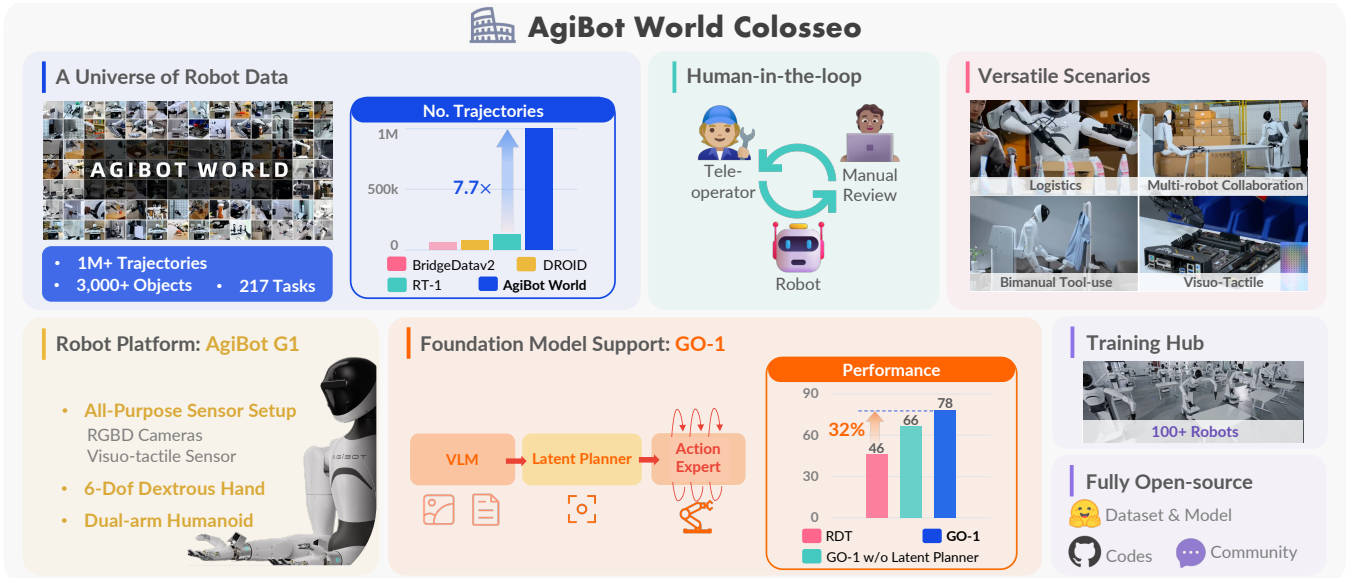 AgiBot World Colosseo
A Universe of Robot Data
AGIBOT WORLD
• 1M+ Trajectories
• 3,000+ Objects • 217 Tasks
No. Trajectories
1M
500k
0
7.7×
BridgeDatav2
DROID
RT-1
AgiBot World
Human-in-the-loop
Tele-
operator
Manual
Review
Robot
Versatile Scenarios
Logistics
Multi-robot Collaboration
Bimanual Tool-use
Visuo-Tactile
Robot Platform: AgiBot G1
• All-Purpose Sensor Setup
RGBD Cameras
Visuo-tactile Sensor
• 6-Dof Dextrous Hand
• Dual-arm Humanoid
AGIBOT
Foundation Model Support: GO-1
VLM
Latent Planner
Action
Expert
Performance
90
60
30
0
32%
46
66
78
RDT
GO-1
GO-1 w/o Latent Planner
Training Hub
100+ Robots
Fully Open-source
Dataset & Model
Codes
Community